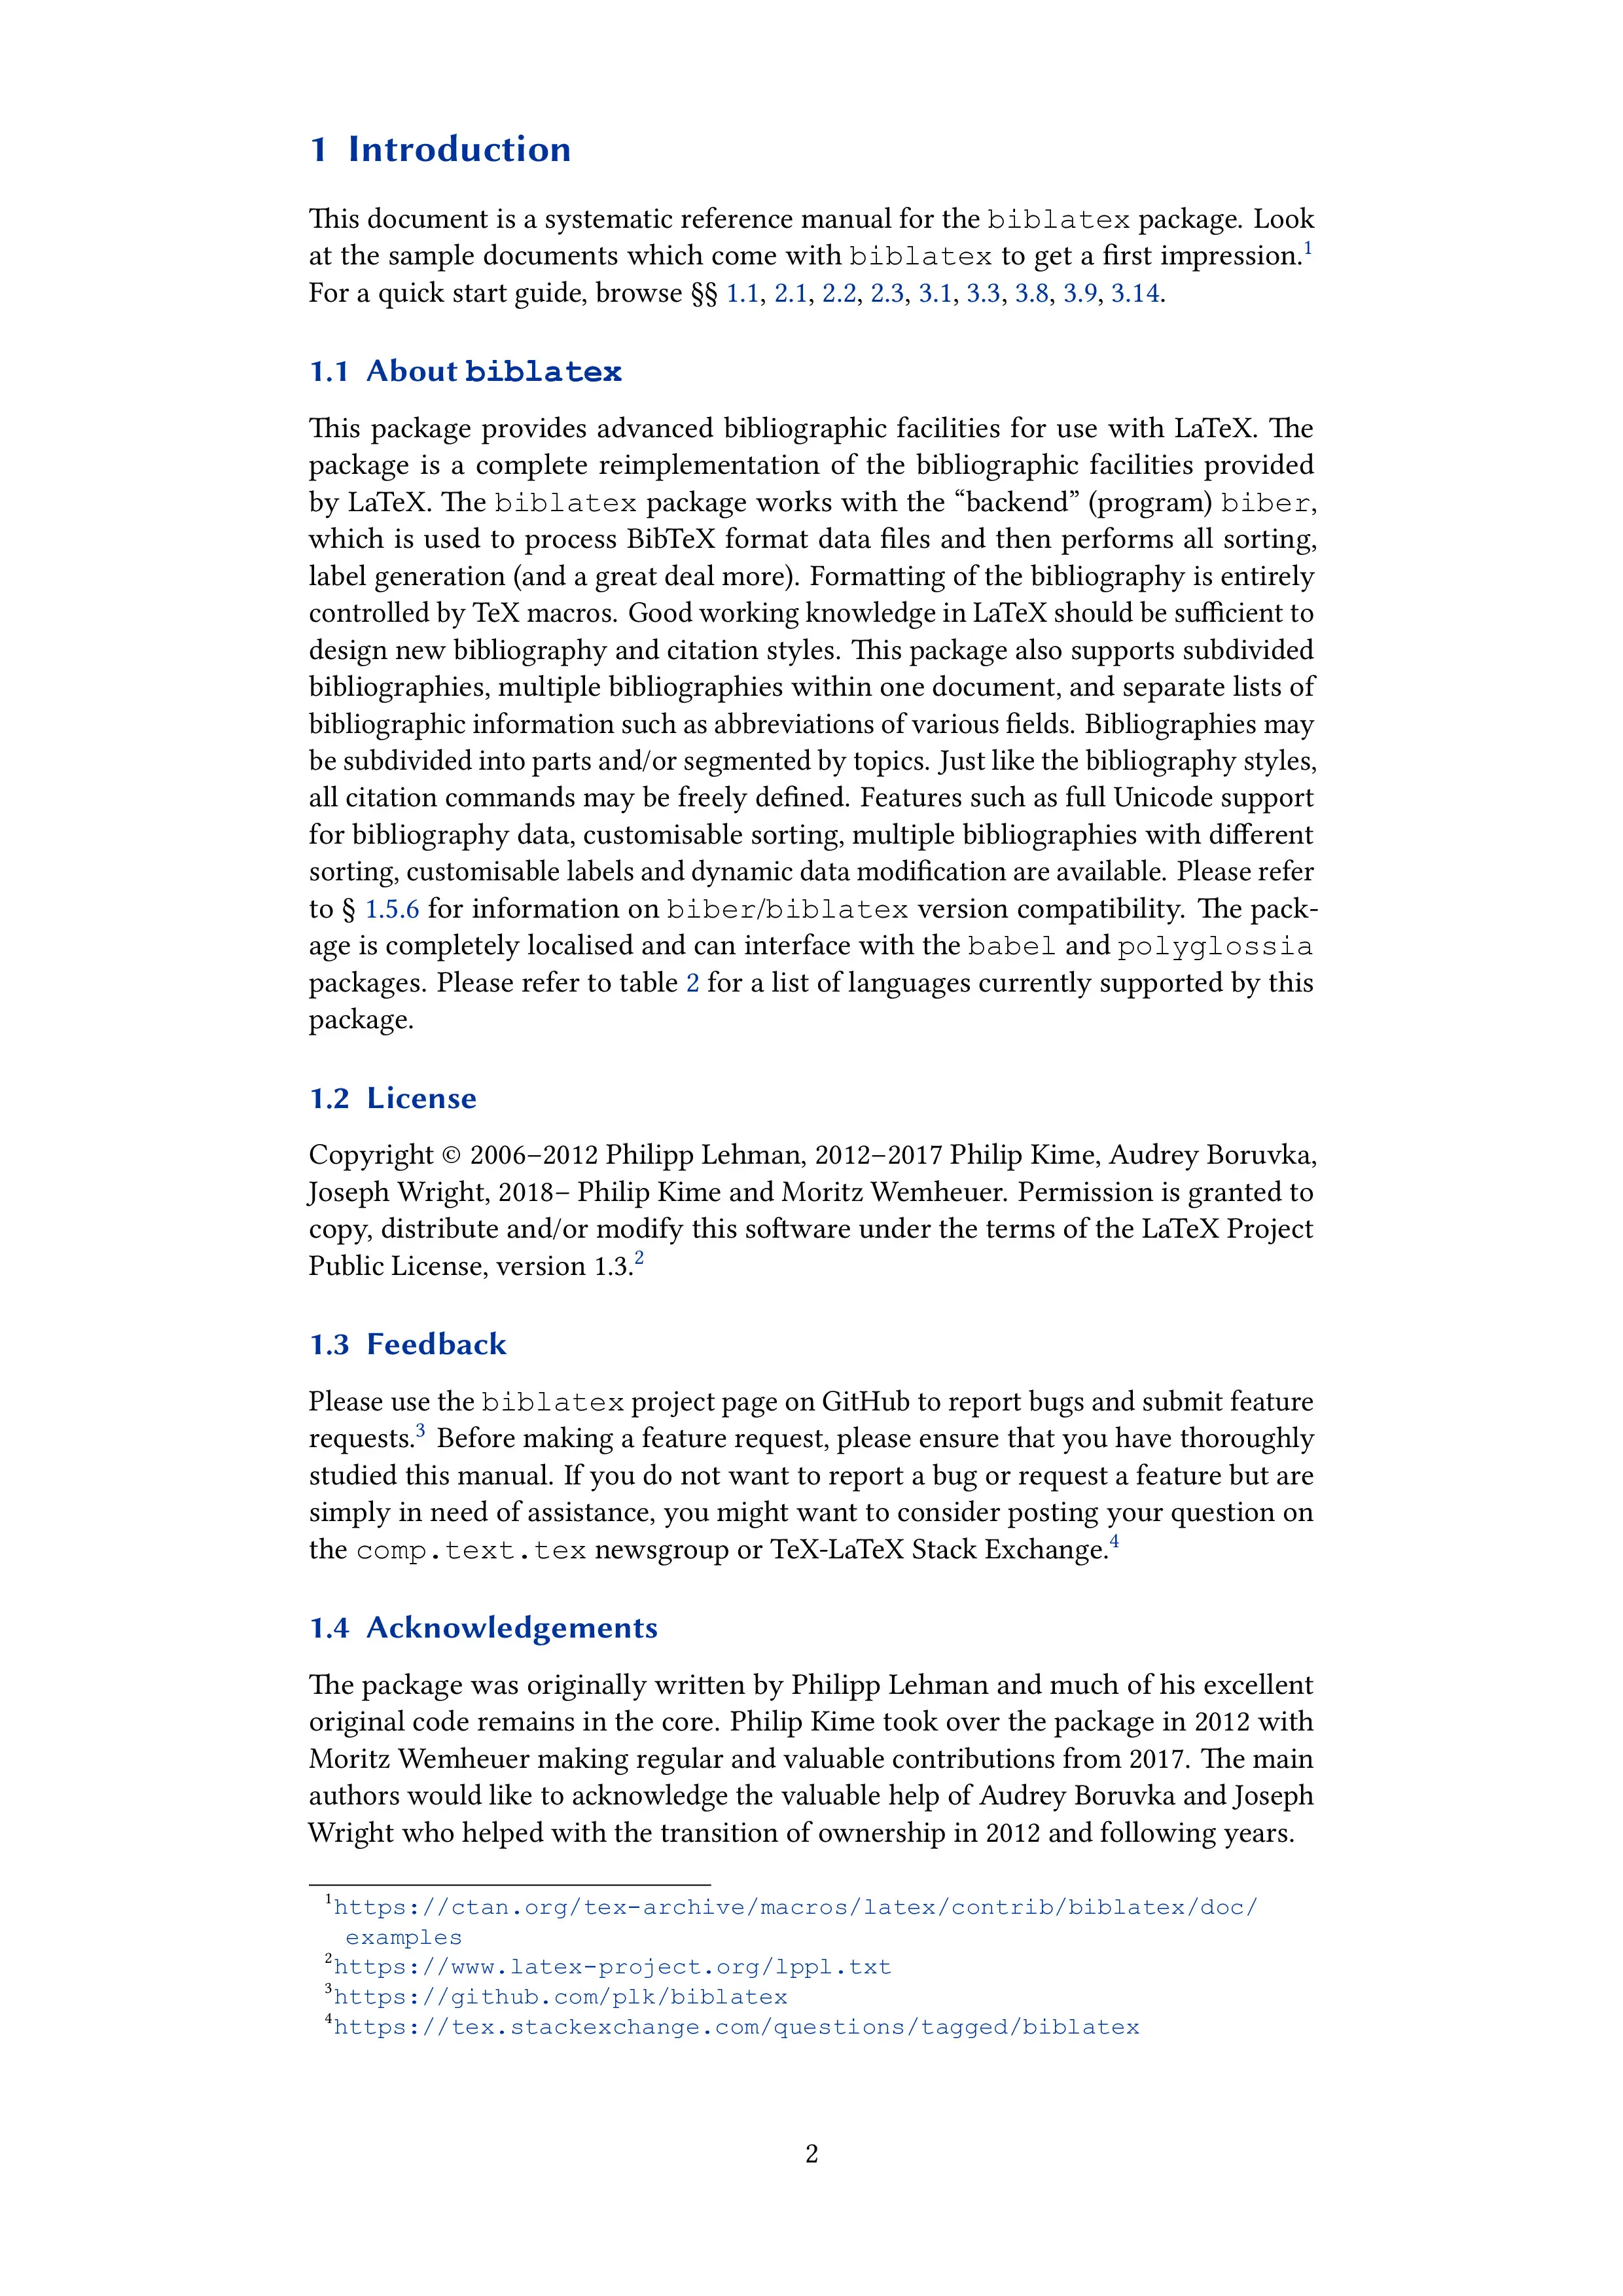 1 Introduction
This document is a systematic reference manual for the biblatex package. Look
at the sample documents which come with biblatex to get a first impression.1
For a quick start guide, browse §§ 1.1, 2.1, 2.2, 2.3, 3.1, 3.3, 3.8, 3.9, 3.14.
1.1 About biblatex
This package provides advanced bibliographic facilities for use with LaTeX. The
package is a complete reimplementation of the bibliographic facilities provided
by LaTeX. The biblatex package works with the “backend” (program) biber,
which is used to process BibTeX format data files and then performs all sorting,
label generation (and a great deal more). Formatting of the bibliography is entirely
controlled by TeX macros. Good working knowledge in LaTeX should be sufficient to
design new bibliography and citation styles. This package also supports subdivided
bibliographies, multiple bibliographies within one document, and separate lists of
bibliographic information such as abbreviations of various fields. Bibliographies may
be subdivided into parts and/or segmented by topics. Just like the bibliography styles,
all citation commands may be freely defined. Features such as full Unicode support
for bibliography data, customisable sorting, multiple bibliographies with different
sorting, customisable labels and dynamic data modification are available. Please refer
to § 1.5.6 for information on biber/biblatex version compatibility. The pack-
age is completely localised and can interface with the babel and polyglossia
packages. Please refer to table 2 for a list of languages currently supported by this
package.
1.2 License
Copyright © 2006–2012 Philipp Lehman, 2012–2017 Philip Kime, Audrey Boruvka,
Joseph Wright, 2018– Philip Kime and Moritz Wemheuer. Permission is granted to
copy, distribute and/or modify this software under the terms of the LaTeX Project
Public License, version 1.3.2
1.3 Feedback
Please use the biblatex project page on GitHub to report bugs and submit feature
requests.3 Before making a feature request, please ensure that you have thoroughly
studied this manual. If you do not want to report a bug or request a feature but are
simply in need of assistance, you might want to consider posting your question on
the comp.text.tex newsgroup or TeX-LaTeX Stack Exchange.4
1.4 Acknowledgements
The package was originally written by Philipp Lehman and much of his excellent
original code remains in the core. Philip Kime took over the package in 2012 with
Moritz Wemheuer making regular and valuable contributions from 2017. The main
authors would like to acknowledge the valuable help of Audrey Boruvka and Joseph
Wright who helped with the transition of ownership in 2012 and following years.
1https://ctan.org/tex-archive/macros/latex/contrib/biblatex/doc/
examples
2https://www.latex-project.org/lppl.txt
3https://github.com/plk/biblatex
4https://tex.stackexchange.com/questions/tagged/biblatex
2